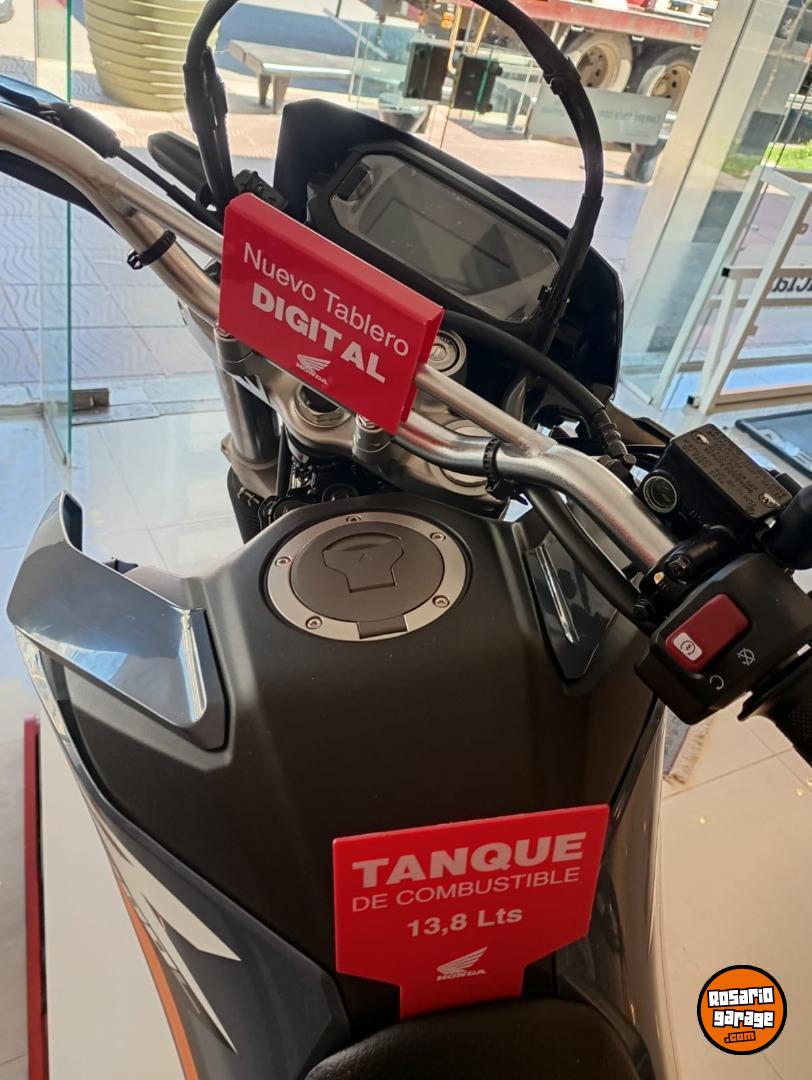 Nuevo Tablero
DIGITAL
HONDA
TANQUE
DE COMBUSTIBLE
13,8 Lts
HONDA
Rosario
garage
.com